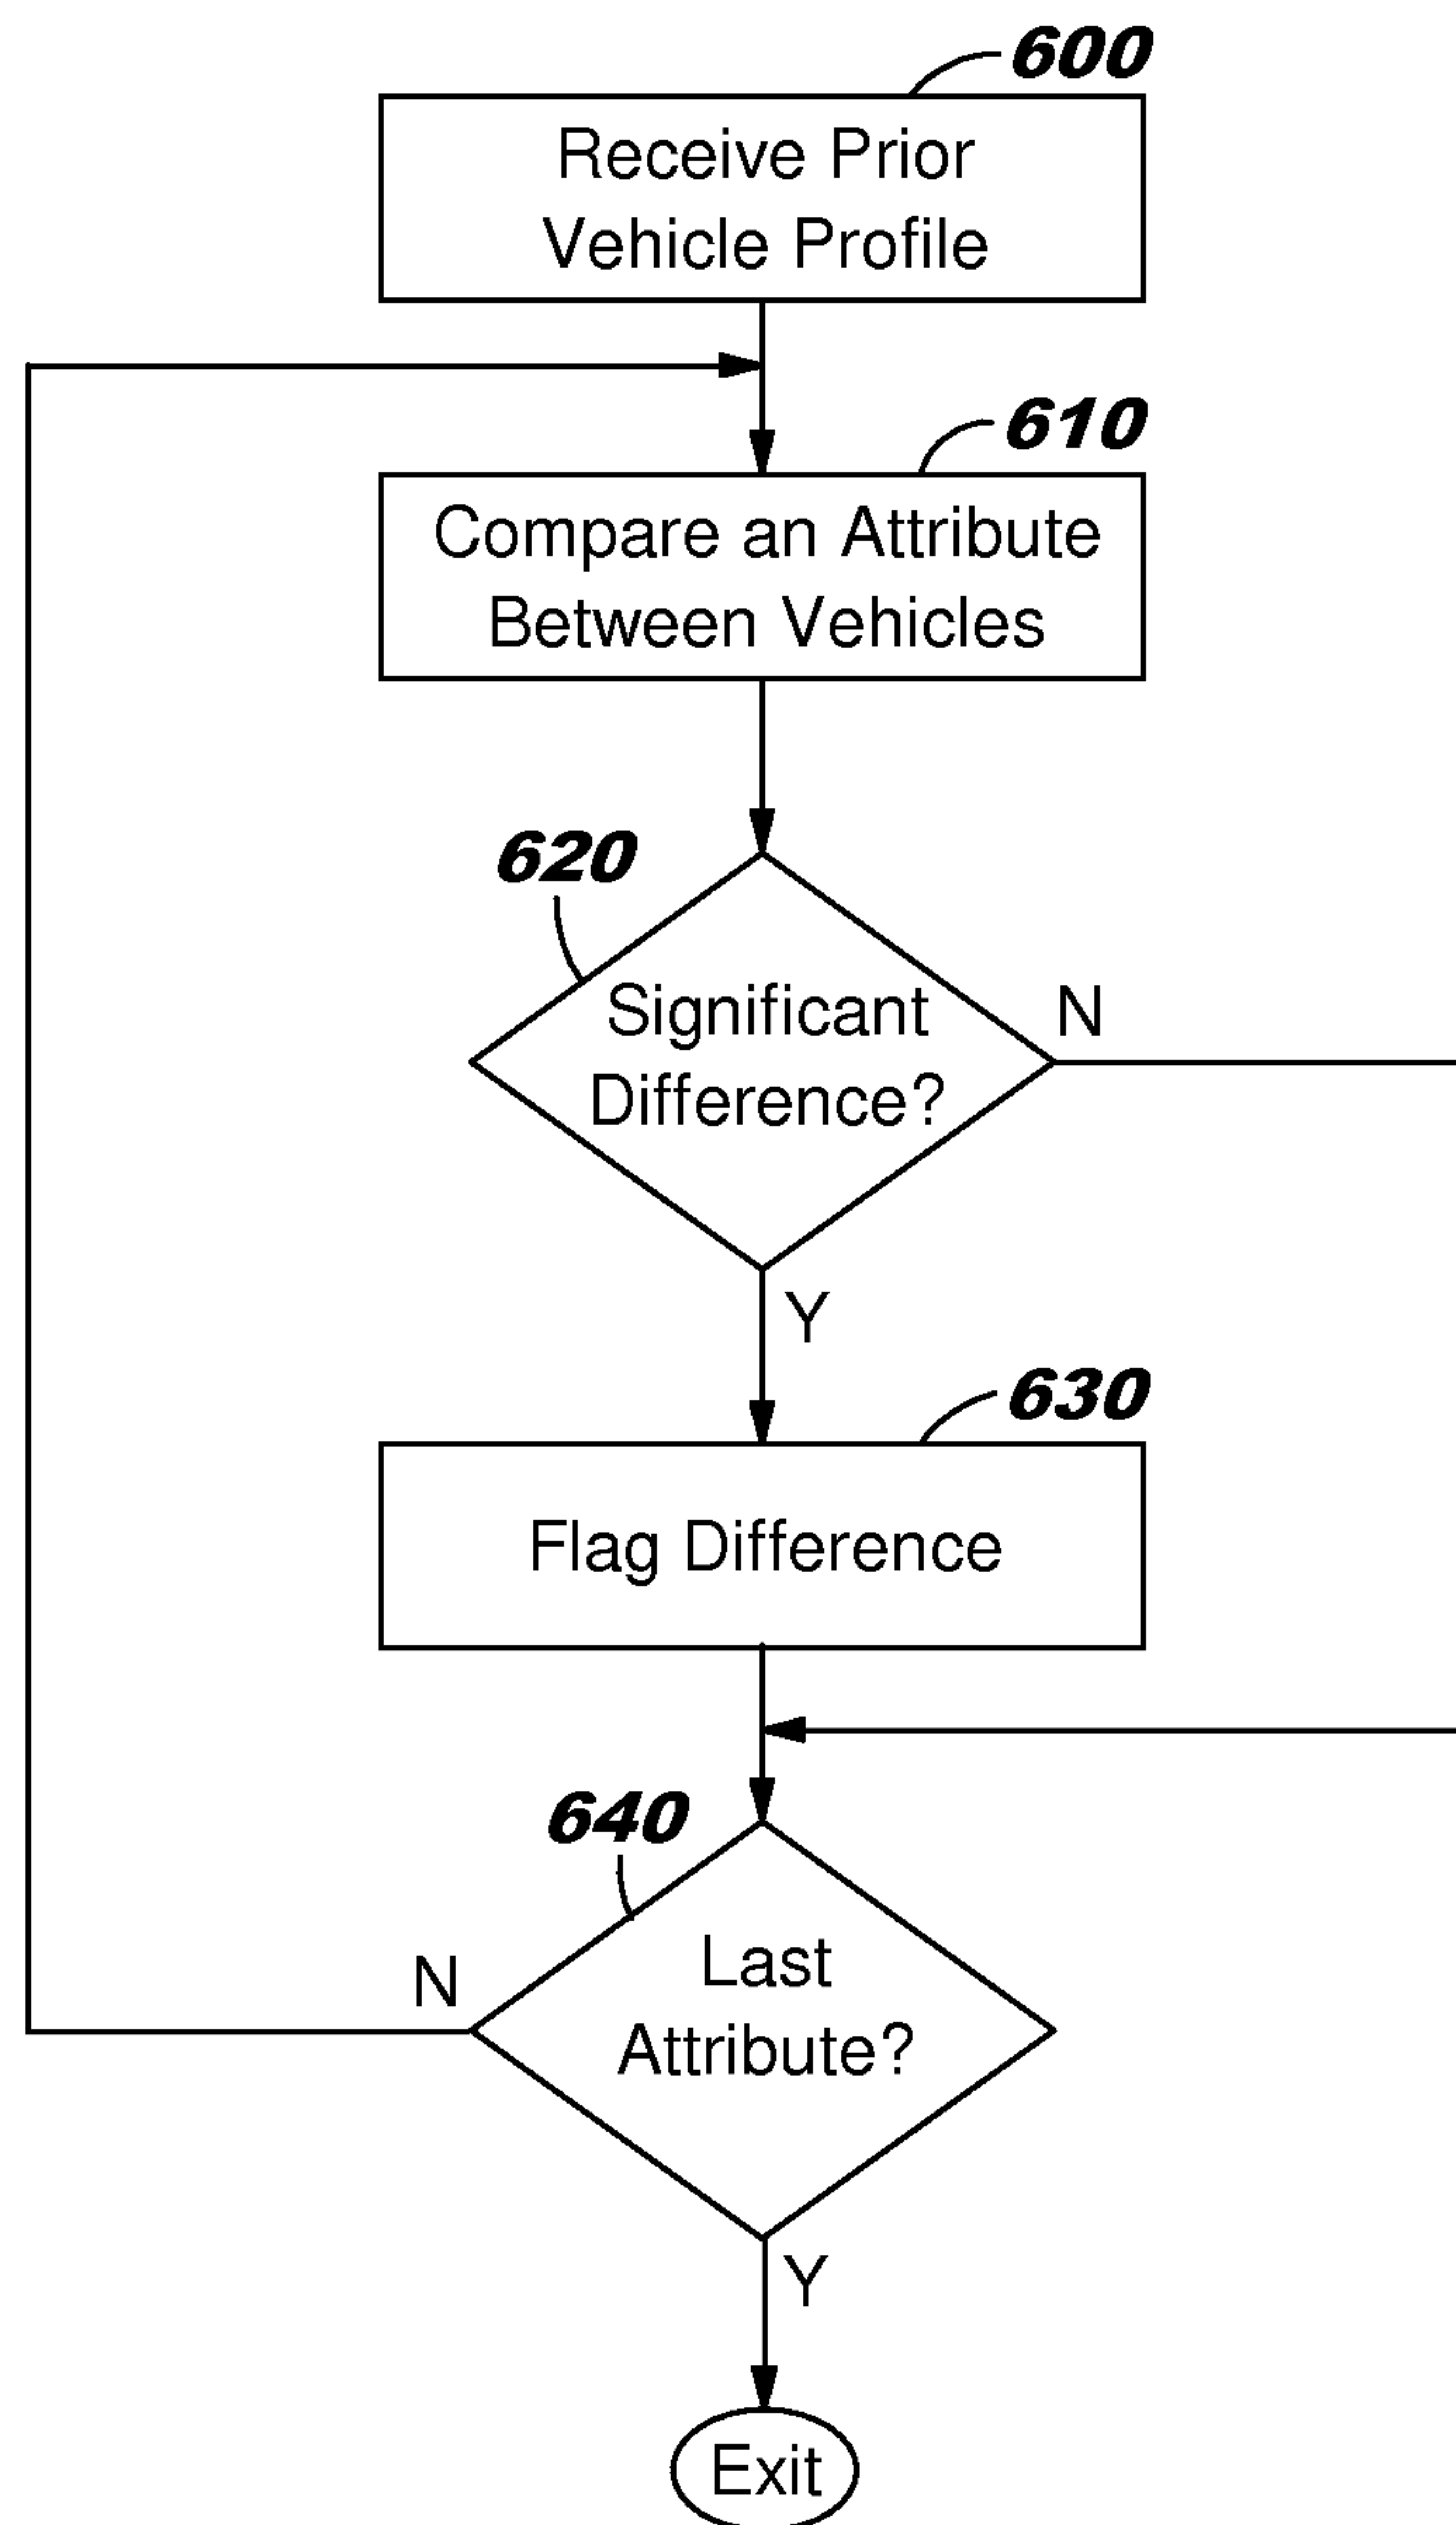 600
Receive Prior
Vehicle Profile
610
Compare an Attribute
Between Vehicles
620
Significant
Difference?
N
Y
630
Flag Difference
640
Last
Attribute?
N
Y
Exit